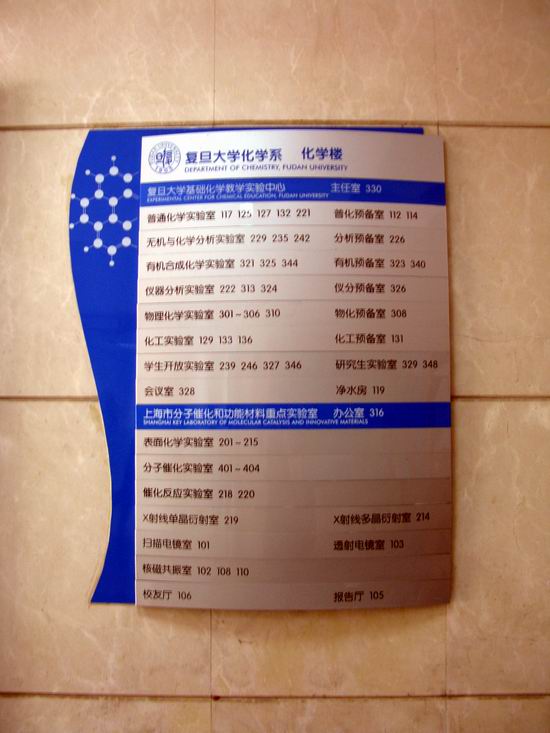 复旦大学化学系 化学楼
DEPARTMENT OF CHEMISTRY, FUDAN UNIVERSITY
复旦大学基础化学教学实验中心 主任室 330
EXPERIMENTAL CENTER FOR CHEMICAL EDUCATION, FUDAN UNIVERSITY
普通化学实验室 117 125 127 132 221 普化预备室 112 114
无机与化学分析实验室 229 235 242 分析预备室 226
有机合成化学实验室 321 325 344 有机预备室 323 340
仪器分析实验室 222 313 324 仪分预备室 326
物理化学实验室 301~306 310 物化预备室 308
化工实验室 129 133 136 化工预备室 131
学生开放实验室 239 246 327 346 研究生实验室 329 348
会议室 328 净水房 119
上海市分子催化和功能材料重点实验室 办公室 316
SHANGHAI KEY LABORATORY OF MOLECULAR CATALYSIS AND INNOVATIVE MATERIALS
表面化学实验室 201~215
分子催化实验室 401~404
催化反应实验室 218 220
X射线单晶衍射室 219 X射线多晶衍射室 214
扫描电镜室 101 透射电镜室 103
核磁共振室 102 108 110
校友厅 106 报告厅 105